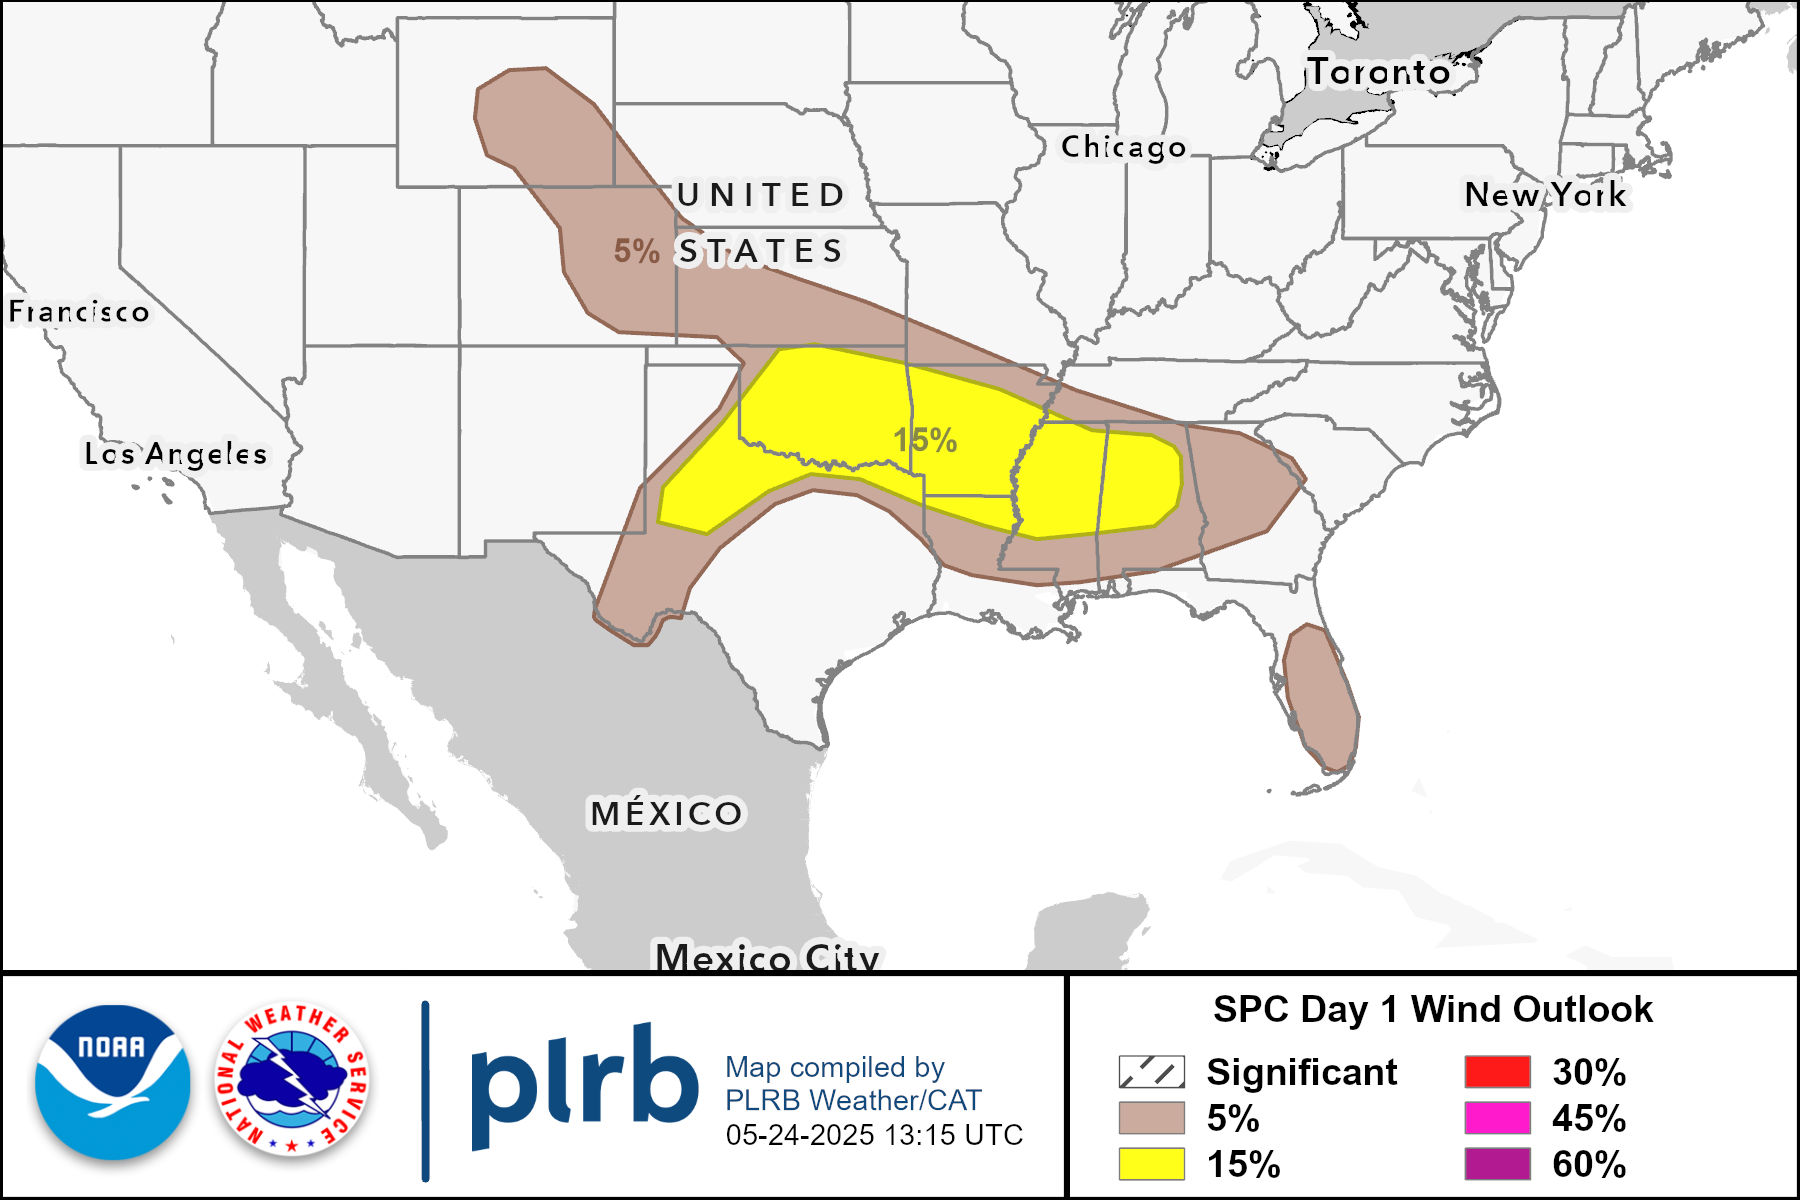 Toronto
Chicago
UNITED
New York
5%
STATES
Francisco
15%
Los Angeles
MÉXICO
Mexico City
NOAA
NATIONAL WEATHER SERVICE
plrb
Map compiled by
PLRB Weather/CAT
05-24-2025 13:15 UTC
SPC Day 1 Wind Outlook
Significant
30%
5%
45%
15%
60%